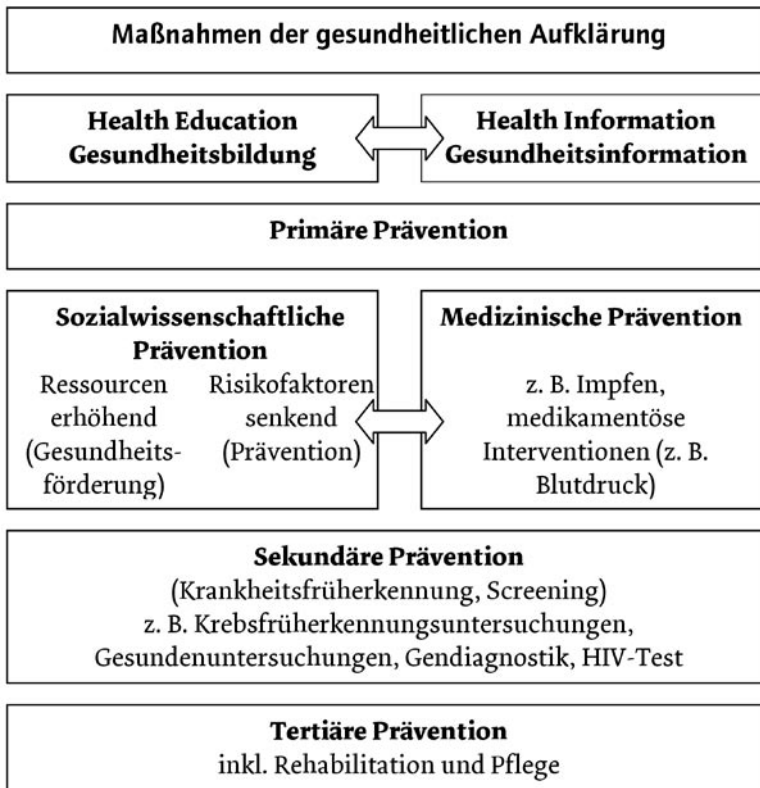 Maßnahmen der gesundheitlichen Aufklärung
Health Education
Gesundheitsbildung
Health Information
Gesundheitsinformation
Primäre Prävention
Sozialwissenschaftliche
Prävention
Ressourcen
erhöhend
(Gesundheits-
förderung)
Risikofaktoren
senkend
(Prävention)
Medizinische Prävention
z. B. Impfen,
medikamentöse
Interventionen (z. B.
Blutdruck)
Sekundäre Prävention
(Krankheitsfrüherkennung, Screening)
z. B. Krebsfrüherkennungsuntersuchungen,
Gesundenuntersuchungen, Gendiagnostik, HIV-Test
Tertiäre Prävention
inkl. Rehabilitation und Pflege